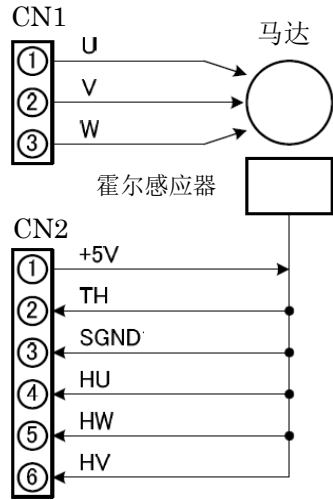 CN1
马达
① U
② V
③ W
霍尔感应器
CN2
① +5V
② TH
③ SGND
④ HU
⑤ HW
⑥ HV